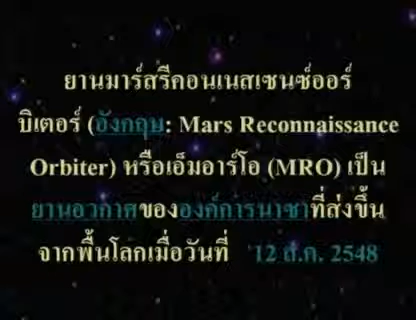 ยานมาร์สรีคอนเนสเซนซ์ออร์
บิเตอร์ (อังกฤษ: Mars Reconnaissance
Orbiter) หรือเอ็มอาร์โอ (MRO) เป็น
ยานอวกาศขององค์การนาซาที่ส่งขึ้น
จากพื้นโลกเมื่อวันที่ 12 ส.ค. 2548